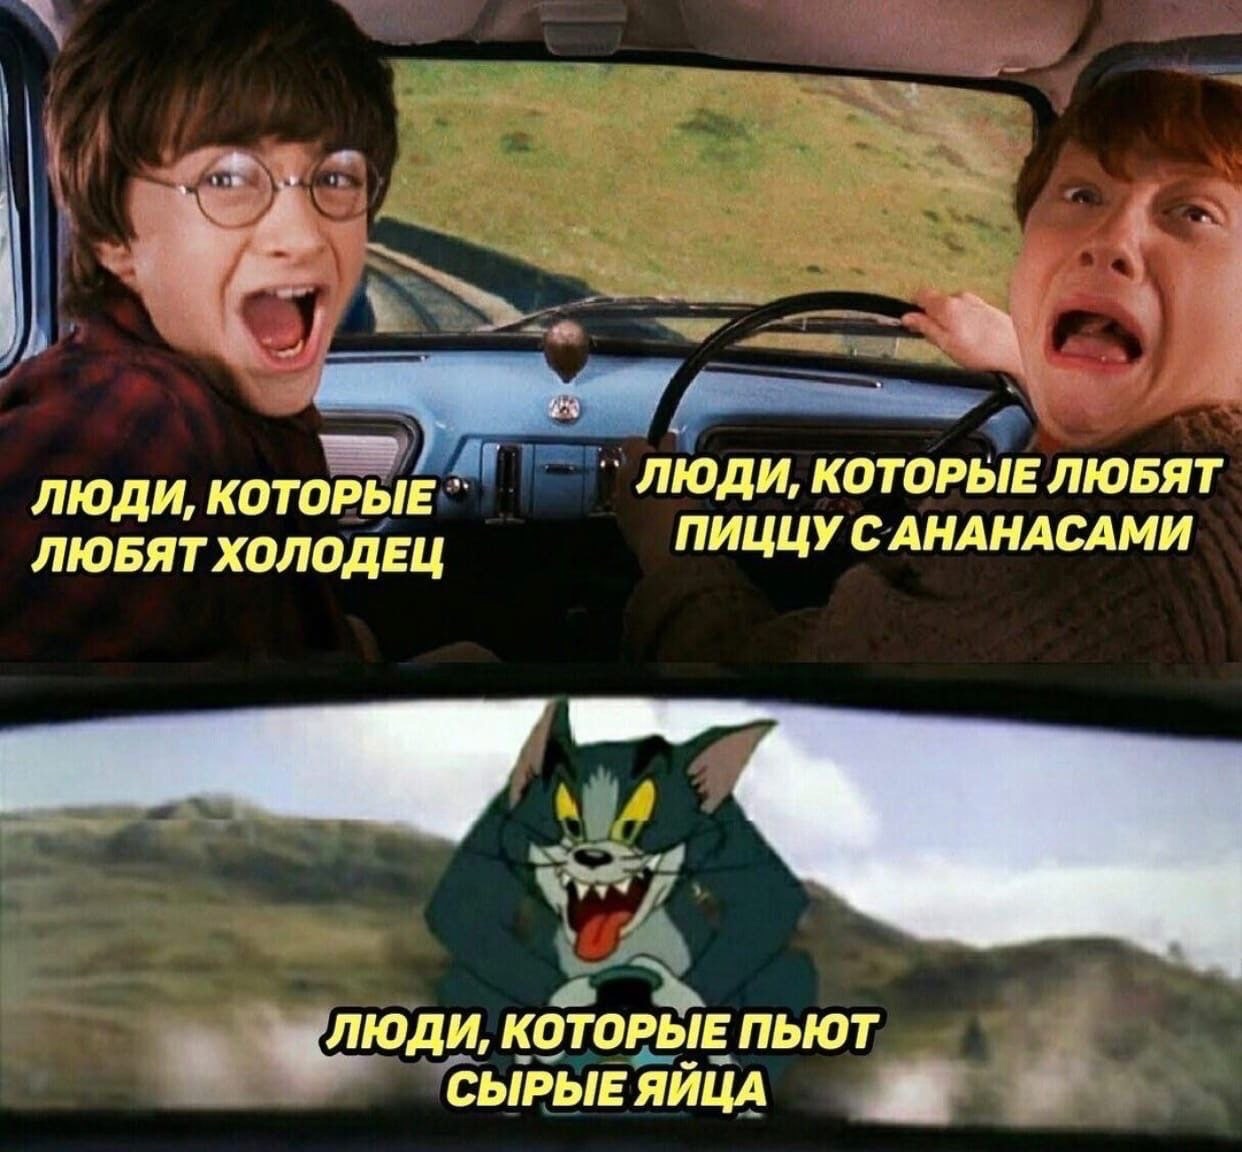 ЛЮДИ, КОТОРЫЕ
ЛЮБЯТ ХОЛОДЕЦ
ЛЮДИ, КОТОРЫЕ ЛЮБЯТ
ПИЦЦУ С АНАНАСАМИ
ЛЮДИ, КОТОРЫЕ ПЬЮТ
СЫРЫЕ ЯЙЦА